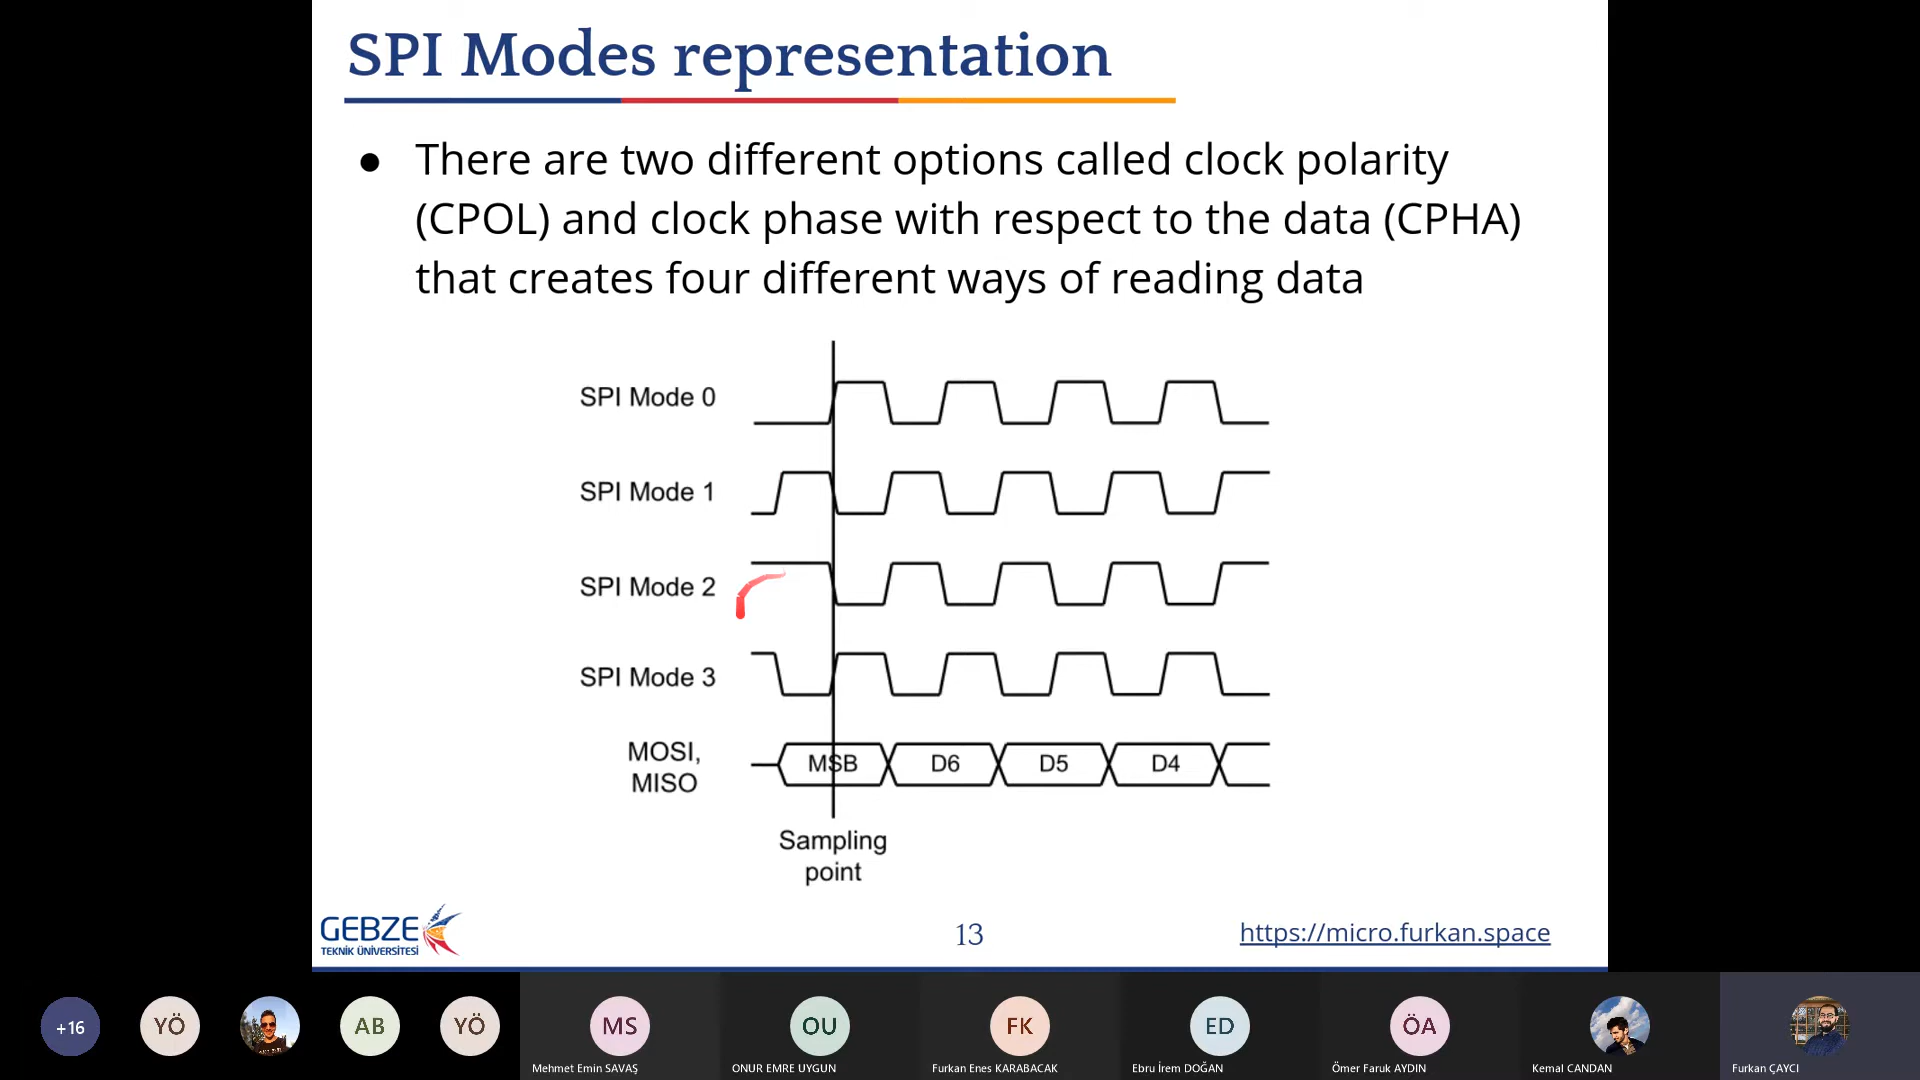 SPI Modes representation
● There are two different options called clock polarity
(CPOL) and clock phase with respect to the data (CPHA)
that creates four different ways of reading data
SPI Mode 0
SPI Mode 1
SPI Mode 2
SPI Mode 3
MOSI,
MISO
MSB D6 D5 D4
Sampling
point
GEBZE
TEKNİK ÜNİVERSİTESİ
13
https://micro.furkan.space
+16 YÖ AB YÖ MS OU FK ED ÖA
Mehmet Emin SAVAŞ ONUR EMRE UYGUN Furkan Enes KARABACAK Ebru İrem DOĞAN Ömer Faruk AYDIN Kemal CANDAN Furkan ÇAYCI